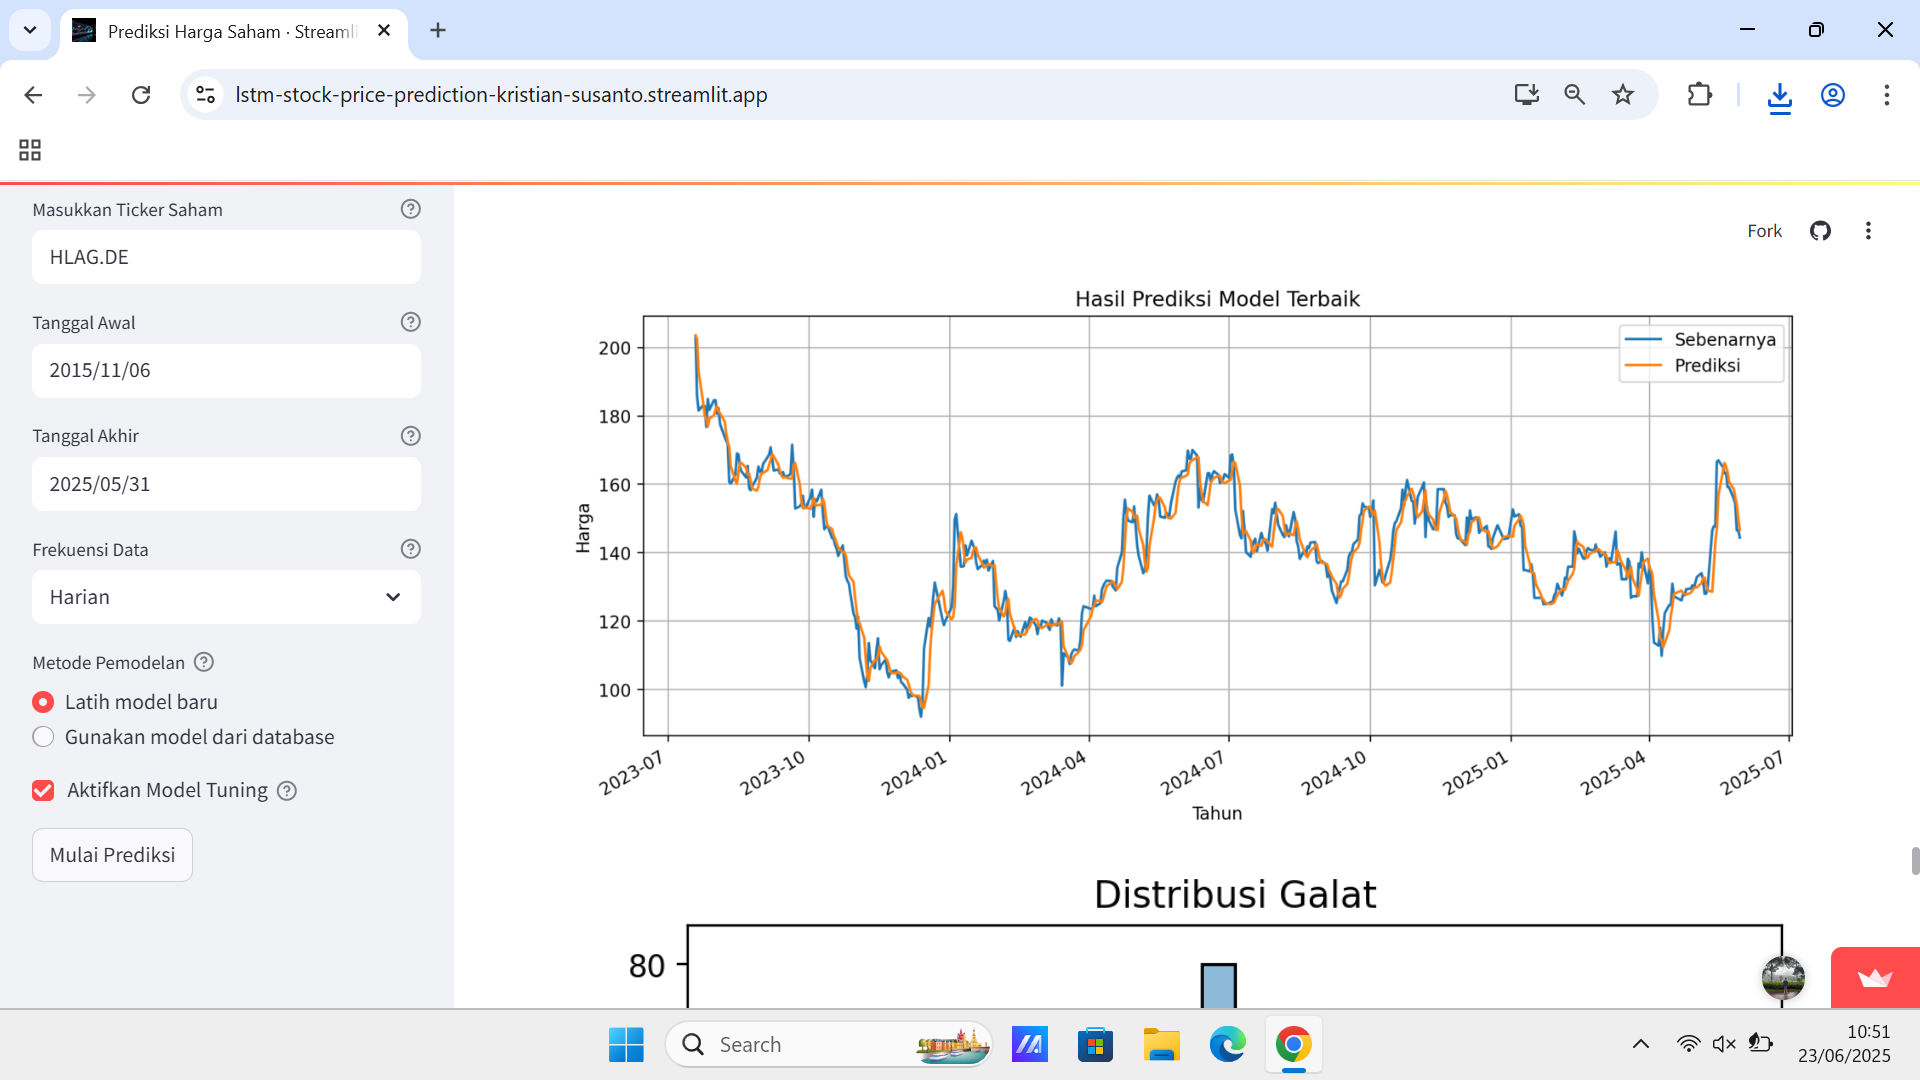 Prediksi Harga Saham · Streamli
lstm-stock-price-prediction-kristian-susanto.streamlit.app
Masukkan Ticker Saham
HLAG.DE
Tanggal Awal
2015/11/06
Tanggal Akhir
2025/05/31
Frekuensi Data
Harian
Metode Pemodelan
Latih model baru
Gunakan model dari database
Aktifkan Model Tuning
Mulai Prediksi
Fork
Hasil Prediksi Model Terbaik
Sebenarnya
Prediksi
200
180
160
140
120
100
Harga
2023-07
2023-10
2024-01
2024-04
2024-07
2024-10
2025-01
2025-04
2025-07
Tahun
Distribusi Galat
80
Search
10:51
23/06/2025